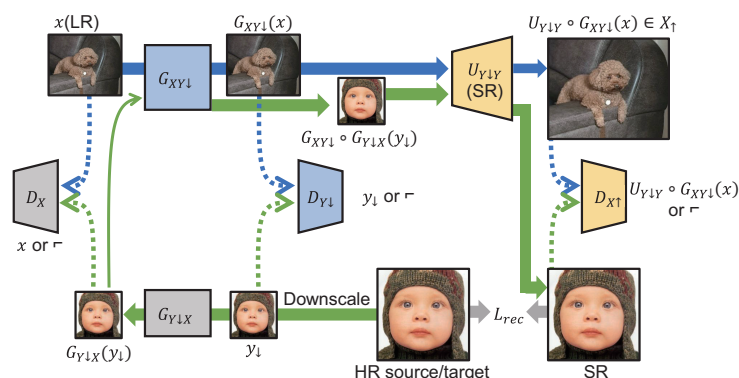 x(LR)
G_{XY↓}(x)
U_{Y↓Y} ∘ G_{XY↓}(x) ∈ X_↑
G_{XY↓}
U_{Y↓Y}
(SR)
G_{XY↓} ∘ G_{Y↓X}(y_↓)
D_X
x or ⌐
D_{Y↓}
y_↓ or ⌐
D_{X↑}
U_{Y↓Y} ∘ G_{XY↓}(x)
or ⌐
G_{Y↓X}
Downscale
L_{rec}
G_{Y↓X}(y_↓)
y_↓
HR source/target
SR